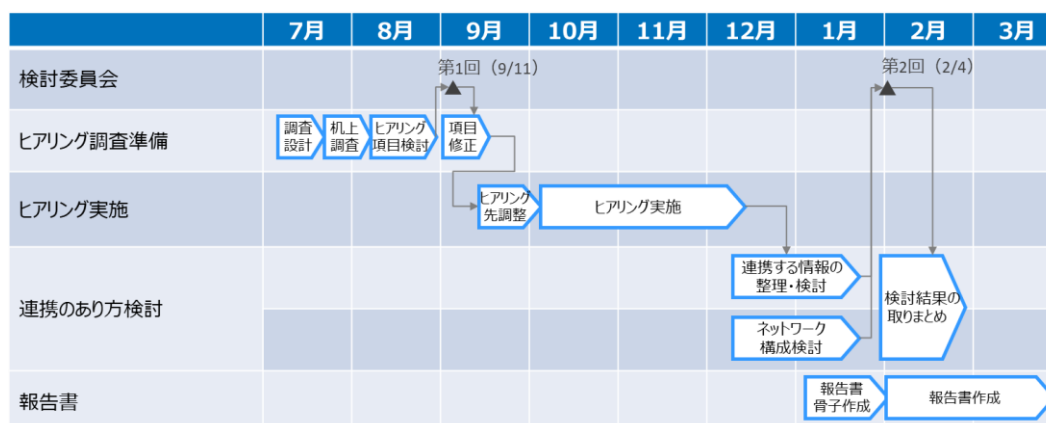 7月 8月 9月 10月 11月 12月 1月 2月 3月
検討委員会
第1回（9/11）
第2回（2/4）
ヒアリング調査準備
調査
設計
机上
調査
ヒアリング
項目検討
項目
修正
ヒアリング実施
ヒアリング
先調整
ヒアリング実施
連携のあり方検討
連携する情報の
整理・検討
ネットワーク
構成検討
検討結果の
取りまとめ
報告書
報告書
骨子作成
報告書作成